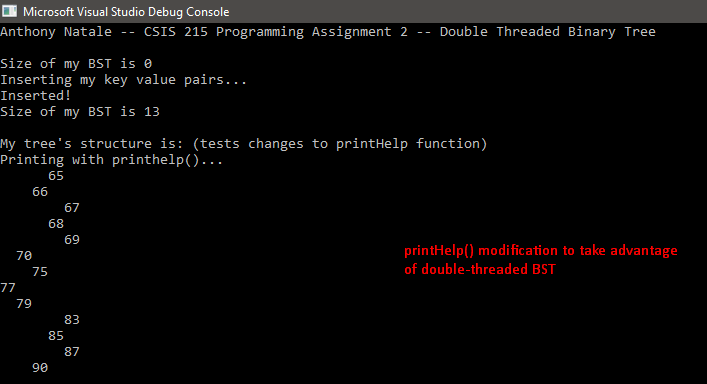 Microsoft Visual Studio Debug Console
Anthony Natale -- CSIS 215 Programming Assignment 2 -- Double Threaded Binary Tree
Size of my BST is 0
Inserting my key value pairs...
Inserted!
Size of my BST is 13
My tree's structure is: (tests changes to printHelp function)
Printing with printhelp()...
65
66
67
68
69
70
75
77
79
83
85
87
90
printHelp() modification to take advantage
of double-threaded BST